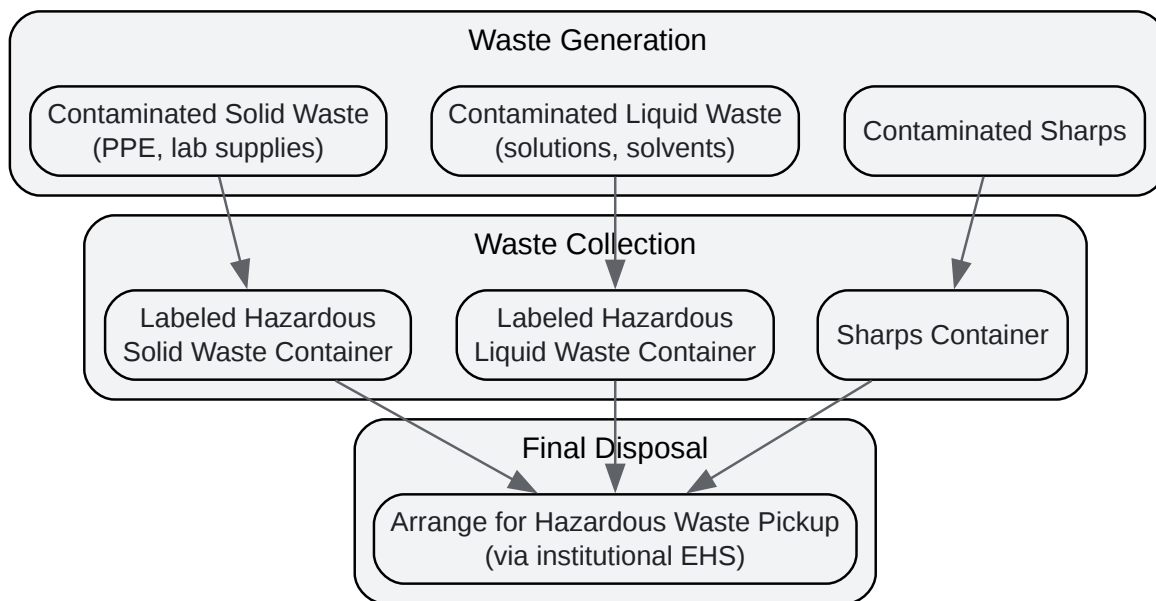 Waste Generation
Contaminated Solid Waste
(PPE, lab supplies)
Contaminated Liquid Waste
(solutions, solvents)
Contaminated Sharps
Waste Collection
Labeled Hazardous
Solid Waste Container
Labeled Hazardous
Liquid Waste Container
Sharps Container
Final Disposal
Arrange for Hazardous Waste Pickup
(via institutional EHS)